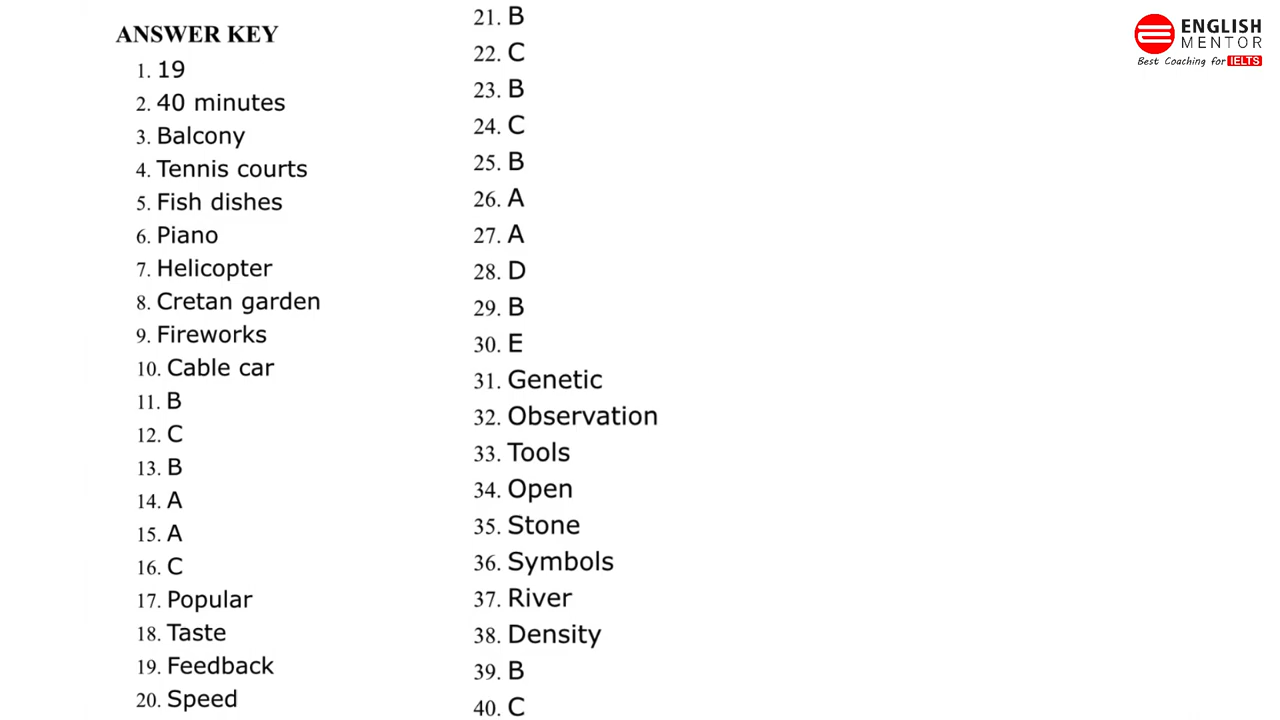 ANSWER KEY
1. 19
2. 40 minutes
3. Balcony
4. Tennis courts
5. Fish dishes
6. Piano
7. Helicopter
8. Cretan garden
9. Fireworks
10. Cable car
11. B
12. C
13. B
14. A
15. A
16. C
17. Popular
18. Taste
19. Feedback
20. Speed
21. B
22. C
23. B
24. C
25. B
26. A
27. A
28. D
29. B
30. E
31. Genetic
32. Observation
33. Tools
34. Open
35. Stone
36. Symbols
37. River
38. Density
39. B
40. C
ENGLISH
MENTOR
Best Coaching for IELTS